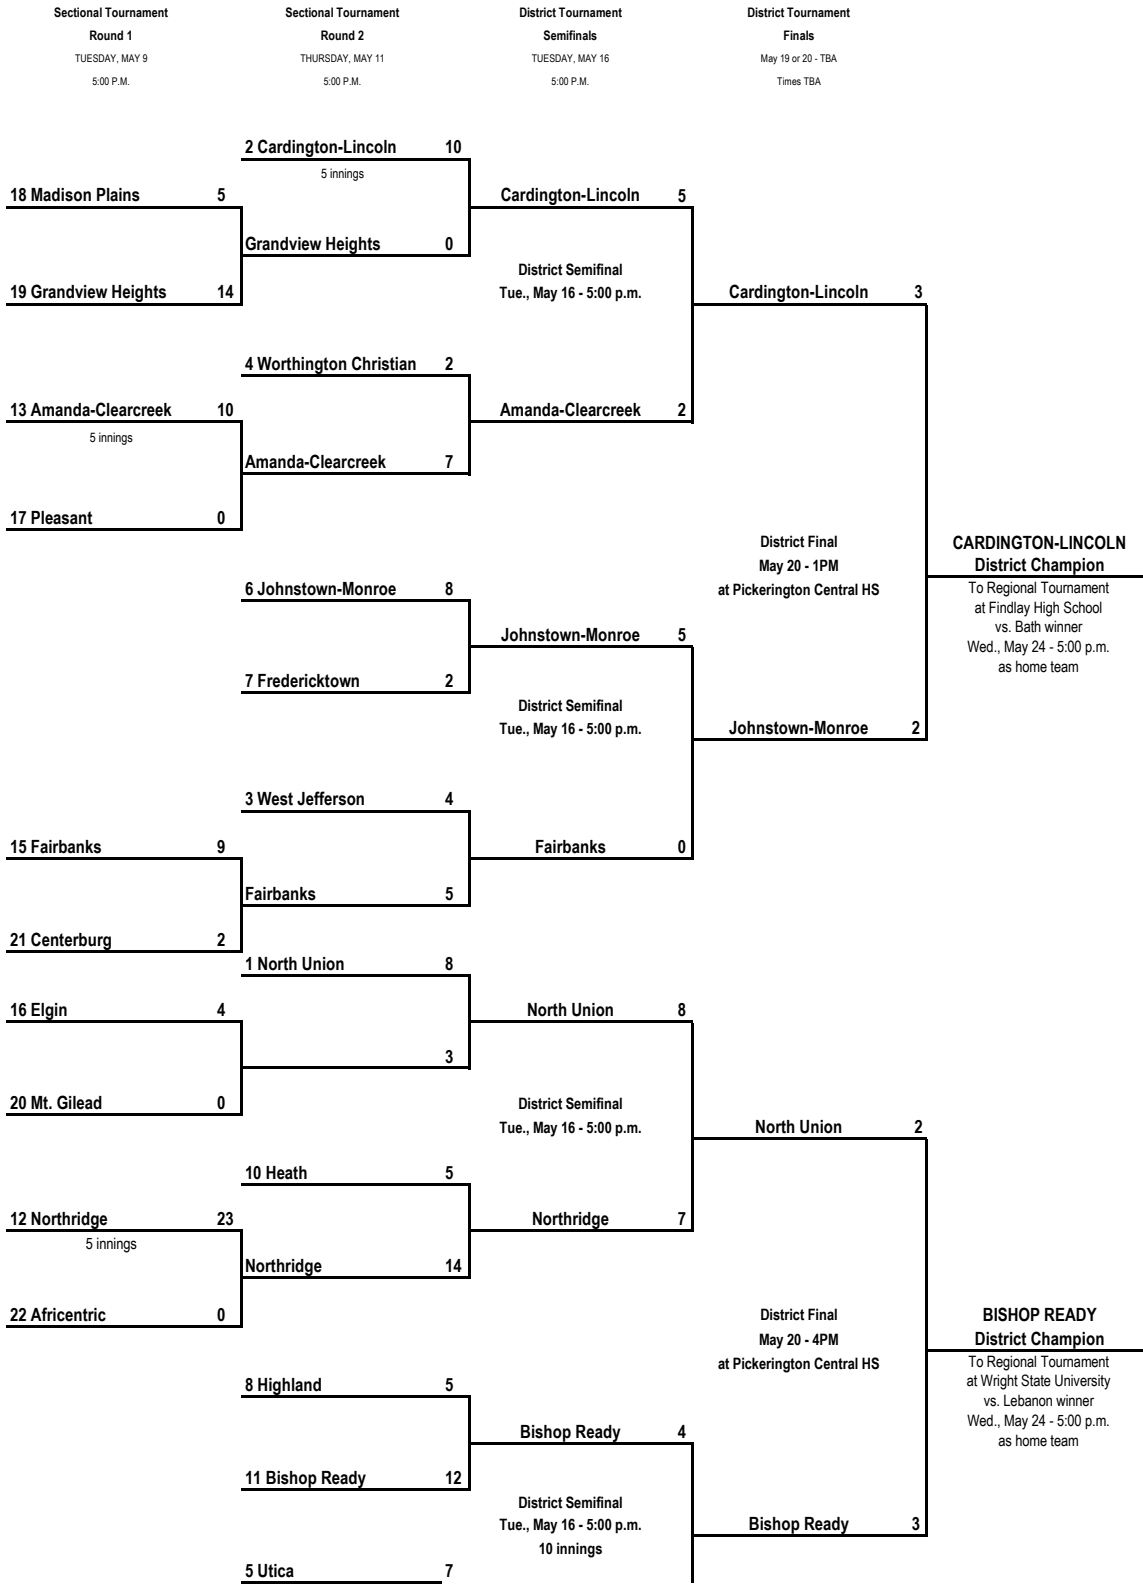 Sectional Tournament
Round 1
TUESDAY, MAY 9
5:00 P.M.
Sectional Tournament
Round 2
THURSDAY, MAY 11
5:00 P.M.
District Tournament
Semifinals
TUESDAY, MAY 16
5:00 P.M.
District Tournament
Finals
May 19 or 20 - TBA
Times TBA
2 Cardington-Lincoln 10
5 innings
18 Madison Plains 5
Cardington-Lincoln 5
Grandview Heights 0
District Semifinal
Tue., May 16 - 5:00 p.m.
19 Grandview Heights 14
Cardington-Lincoln 3
4 Worthington Christian 2
13 Amanda-Clearcreek 10
5 innings
Amanda-Clearcreek 2
Amanda-Clearcreek 7
17 Pleasant 0
District Final
May 20 - 1PM
at Pickerington Central HS
CARDINGTON-LINCOLN
District Champion
To Regional Tournament
at Findlay High School
vs. Bath winner
Wed., May 24 - 5:00 p.m.
as home team
6 Johnstown-Monroe 8
Johnstown-Monroe 5
7 Fredericktown 2
District Semifinal
Tue., May 16 - 5:00 p.m.
Johnstown-Monroe 2
3 West Jefferson 4
15 Fairbanks 9
Fairbanks 0
Fairbanks 5
21 Centerburg 2
1 North Union 8
16 Elgin 4
North Union 8
3
20 Mt. Gilead 0
District Semifinal
Tue., May 16 - 5:00 p.m.
North Union 2
10 Heath 5
12 Northridge 23
5 innings
Northridge 7
Northridge 14
22 Africentric 0
District Final
May 20 - 4PM
at Pickerington Central HS
BISHOP READY
District Champion
To Regional Tournament
at Wright State University
vs. Lebanon winner
Wed., May 24 - 5:00 p.m.
as home team
8 Highland 5
Bishop Ready 4
11 Bishop Ready 12
District Semifinal
Tue., May 16 - 5:00 p.m.
10 innings
Bishop Ready 3
5 Utica 7